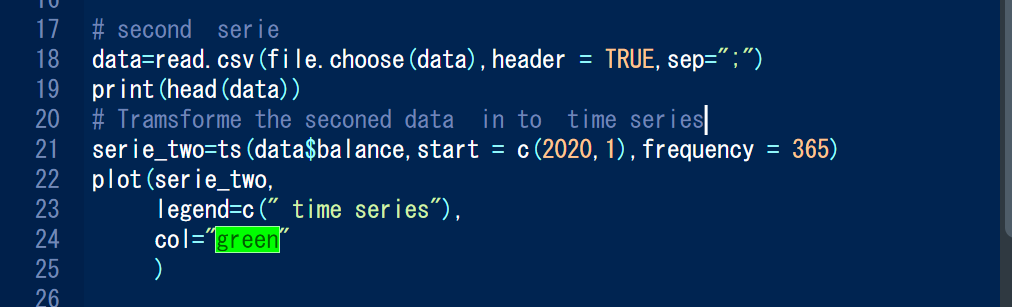 16
17 # second  serie
18 data=read.csv(file.choose(data),header = TRUE,sep=";")
19 print(head(data))
20 # Tramsforme the seconed data  in to  time series
21 serie_two=ts(data$balance,start = c(2020,1),frequency = 365)
22 plot(serie_two,
23      legend=c(" time series"),
24      col="green"
25      )
26